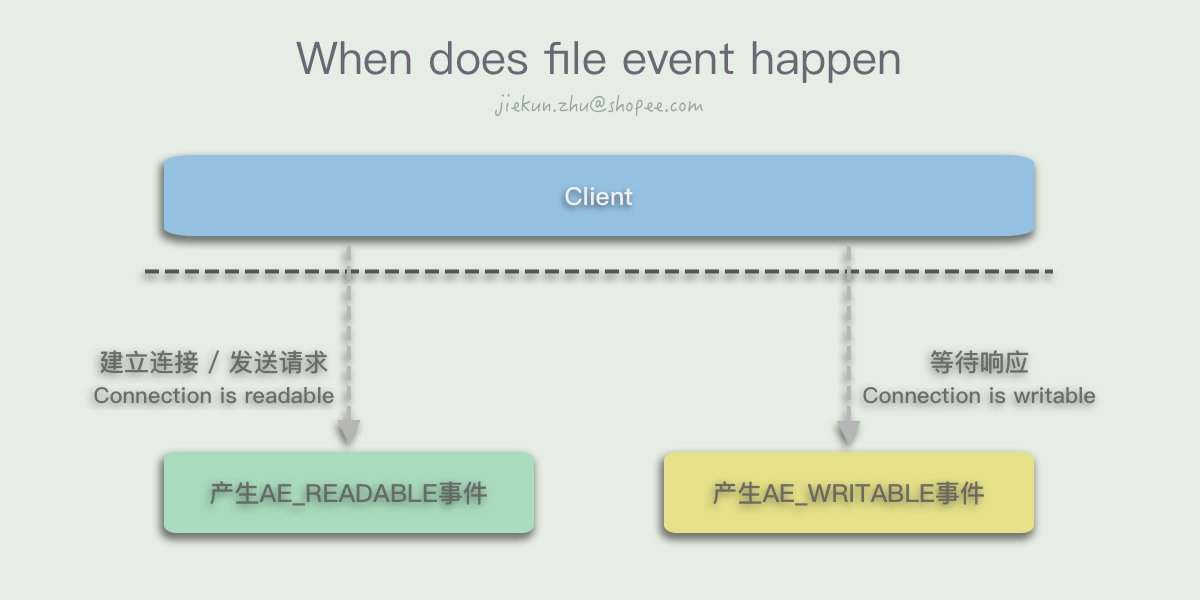 When does file event happen
jiekun.zhu@shopee.com
Client
建立连接 / 发送请求
Connection is readable
等待响应
Connection is writable
产生AE_READABLE事件
产生AE_WRITABLE事件